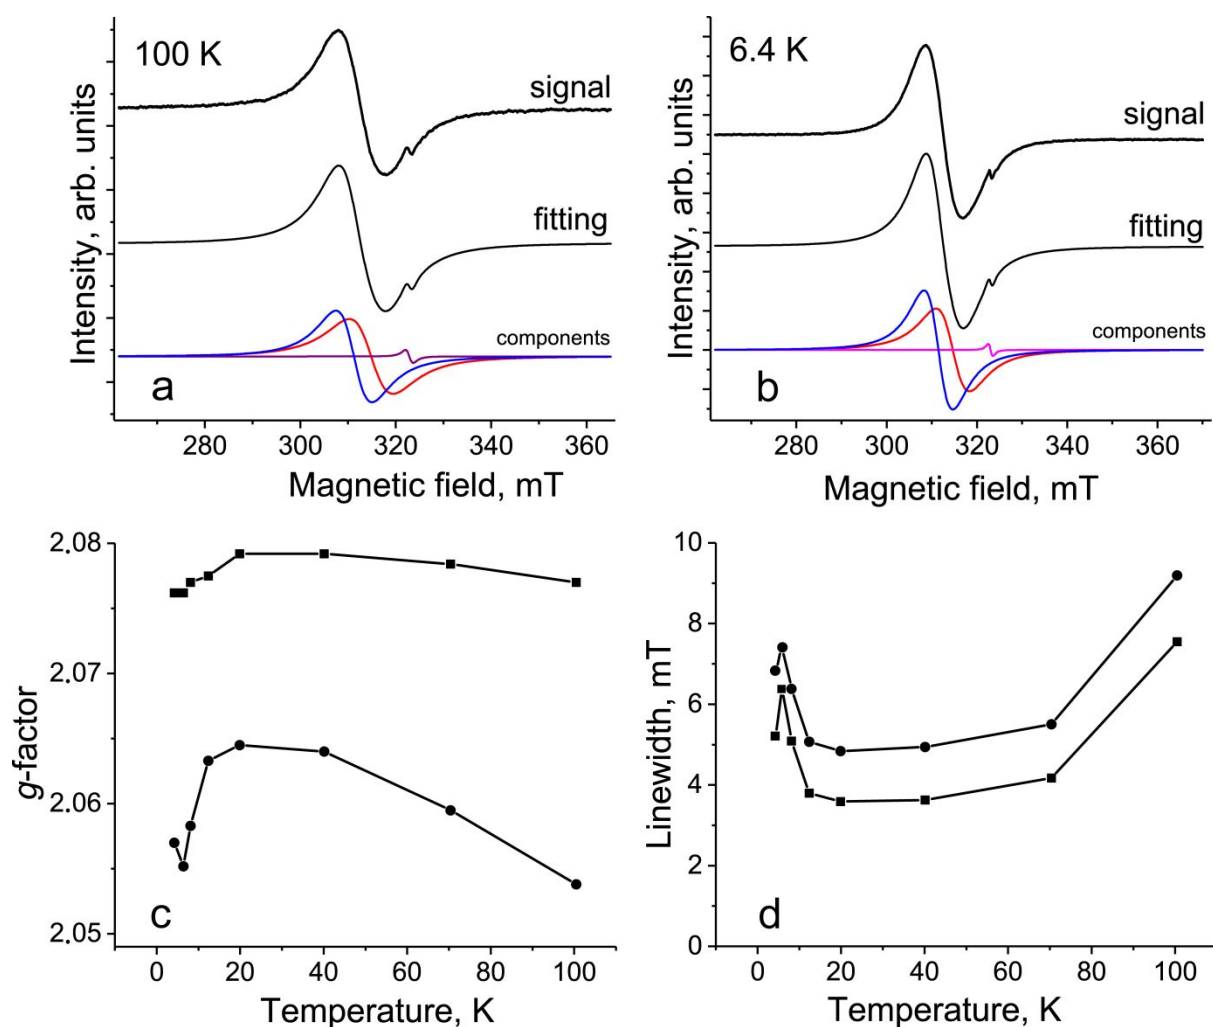 100 K
signal
fitting
components
a
Intensity, arb. units
280 300 320 340 360
Magnetic field, mT
6.4 K
signal
fitting
components
b
Intensity, arb. units
280 300 320 340 360
Magnetic field, mT
2,08
2,07
2,06
2,05
g-factor
c
0 20 40 60 80 100
Temperature, K
10
8
6
4
2
0
Linewidth, mT
d
0 20 40 60 80 100
Temperature, K